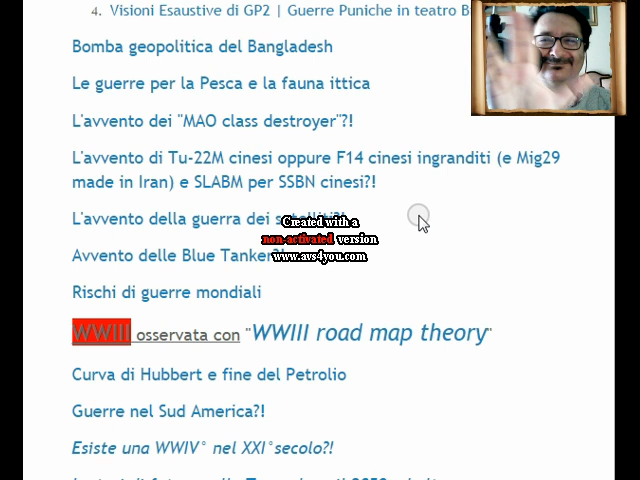 4. Visioni Esaustive di GP2 | Guerre Puniche in teatro
Bomba geopolitica del Bangladesh
Le guerre per la Pesca e la fauna ittica
L'avvento dei "MAO class destroyer"?!
L'avvento di Tu-22M cinesi oppure F14 cinesi ingranditi (e Mig29
made in Iran) e SLABM per SSBN cinesi?!
L'avvento della guerra dei satelliti?!
Created with a
non-activated version
www.avs4you.com
Avvento delle Blue Tanker?!
Rischi di guerre mondiali
WWIII osservata con "WWIII road map theory"
Curva di Hubbert e fine del Petrolio
Guerre nel Sud America?!
Esiste una WWIV° nel XXI°secolo?!